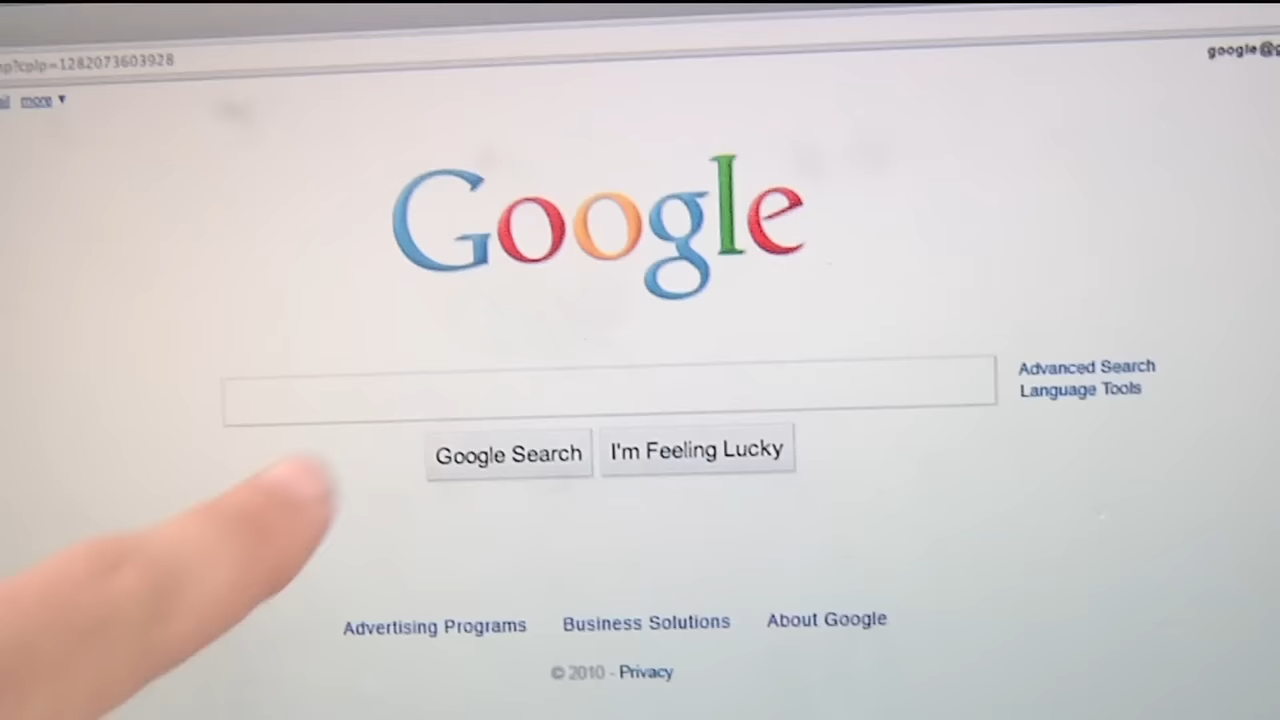 p?cplp=1282073603928
google@g
more ▼
Google
Advanced Search
Language Tools
Google Search
I'm Feeling Lucky
Advertising Programs
Business Solutions
About Google
© 2010 - Privacy